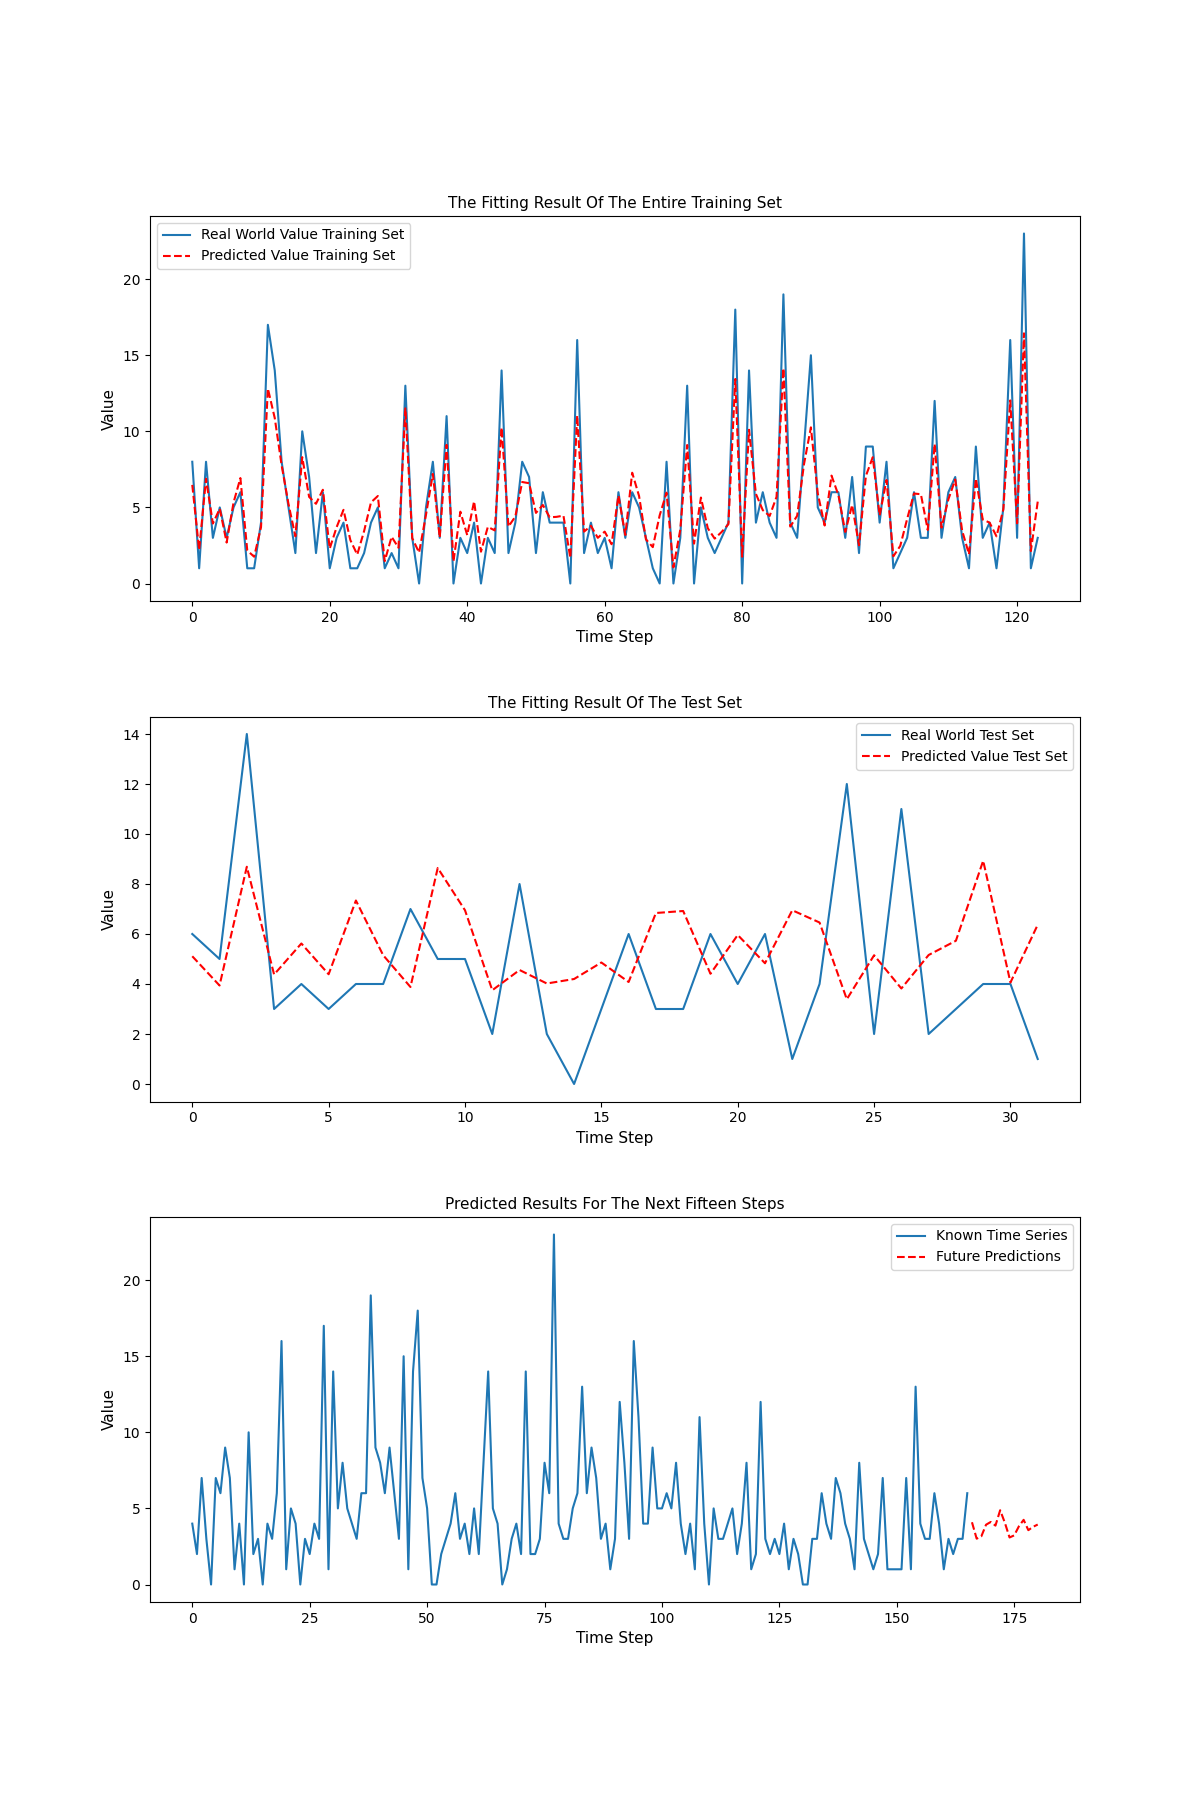 The Fitting Result Of The Entire Training Set
Real World Value Training Set
Predicted Value Training Set
Value
20
15
10
5
0
0 20 40 60 80 100 120
Time Step
The Fitting Result Of The Test Set
Real World Test Set
Predicted Value Test Set
Value
14
12
10
8
6
4
2
0
0 5 10 15 20 25 30
Time Step
Predicted Results For The Next Fifteen Steps
Known Time Series
Future Predictions
Value
20
15
10
5
0
0 25 50 75 100 125 150 175
Time Step